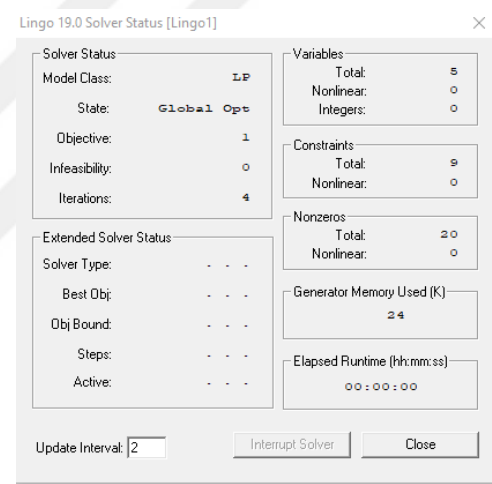 Lingo 19.0 Solver Status [Lingo1]
Solver Status
Model Class: LP
State: Global Opt
Objective: 1
Infeasibility: 0
Iterations: 4
Extended Solver Status
Solver Type: . . .
Best Obj: . . .
Obj Bound: . . .
Steps: . . .
Active: . . .
Variables
Total: 5
Nonlinear: 0
Integers: 0
Constraints
Total: 9
Nonlinear: 0
Nonzeros
Total: 20
Nonlinear: 0
Generator Memory Used (K)
24
Elapsed Runtime (hh:mm:ss)
00:00:00
Update Interval: 2
Interrupt Solver
Close